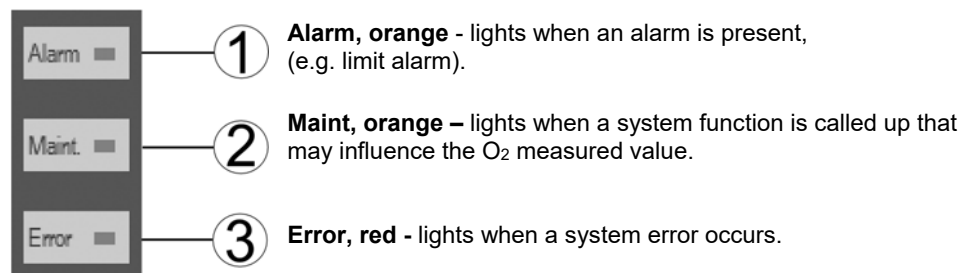 Alarm
1
Alarm, orange - lights when an alarm is present,
(e.g. limit alarm).
Maint.
2
Maint, orange – lights when a system function is called up that
may influence the O₂ measured value.
Error
3
Error, red - lights when a system error occurs.